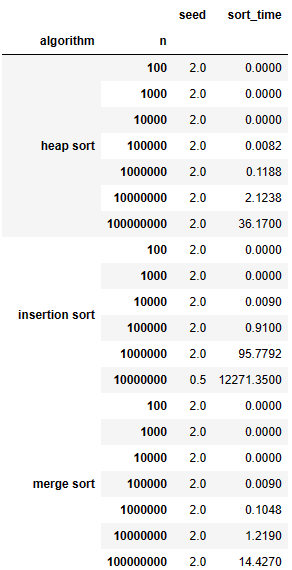 seed sort_time
algorithm n
heap sort 100 2.0 0.0000
1000 2.0 0.0000
10000 2.0 0.0000
100000 2.0 0.0082
1000000 2.0 0.1188
10000000 2.0 2.1238
100000000 2.0 36.1700
insertion sort 100 2.0 0.0000
1000 2.0 0.0000
10000 2.0 0.0090
100000 2.0 0.9100
1000000 2.0 95.7792
10000000 0.5 12271.3500
merge sort 100 2.0 0.0000
1000 2.0 0.0000
10000 2.0 0.0000
100000 2.0 0.0090
1000000 2.0 0.1048
10000000 2.0 1.2190
100000000 2.0 14.4270